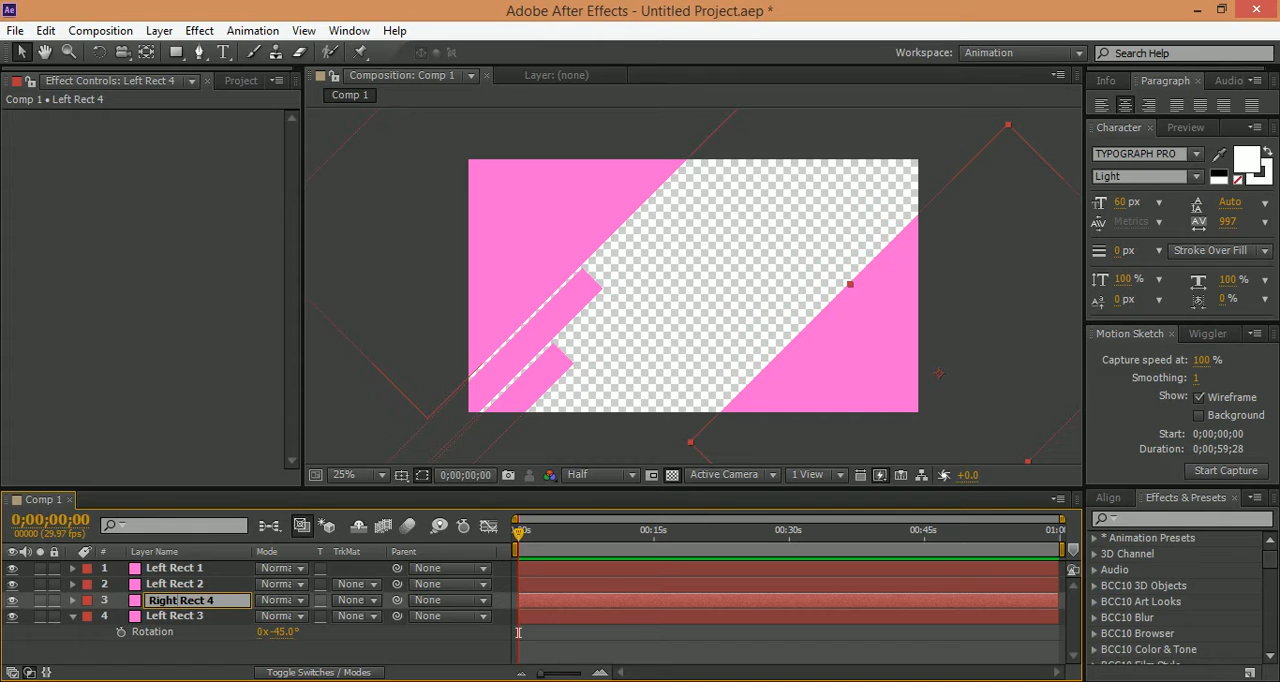 Ae Adobe After Effects - Untitled Project.aep *
File Edit Composition Layer Effect Animation View Window Help
Workspace: Animation Search Help
Effect Controls: Left Rect 4 Project
Composition: Comp 1 Layer: (none)
Info Paragraph Audio
Comp 1 • Left Rect 4
Comp 1
Character Preview
TYPOGRAPH PRO
Light
60 px Auto
Metrics 997
0 px Stroke Over Fill
100 % 100 %
0 px 0 %
Motion Sketch Wiggler
Capture speed at: 100 %
Smoothing: 1
Show: Wireframe
Background
Start: 0;00;00;00
Duration: 0;00;59;28
Start Capture
25% 0;00;00;00 Half Active Camera 1 View +0.0
Comp 1
Align Effects & Presets
0;00;00;00
00000 (29.97 fps)
00s 00:15s 00:30s 00:45s 01:0
# Layer Name Mode T TrkMat Parent
1 Left Rect 1 Norma None
2 Left Rect 2 Norma None None
3 Right Rect 4 Norma None None
4 Left Rect 3 Norma None None
Rotation 0x-45.0°
Toggle Switches / Modes
* Animation Presets
3D Channel
Audio
BCC10 3D Objects
BCC10 Art Looks
BCC10 Blur
BCC10 Browser
BCC10 Color & Tone